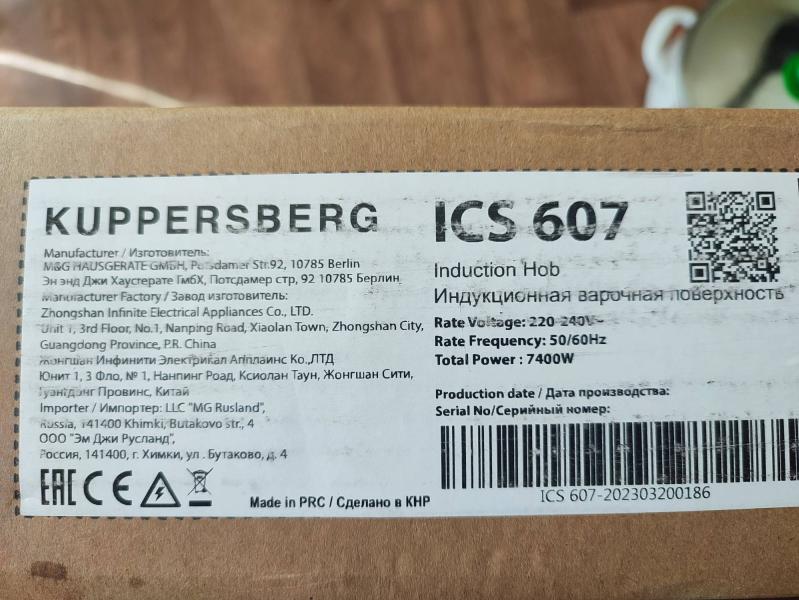 KUPPERSBERG
Manufacturer / Изготовитель:
M&G HAUSGERATE GMBH, Potsdamer Str.92, 10785 Berlin
Эн энд Джи Хаусгерате ГмбХ, Потсдамер стр, 92 10785 Берлин
Manufacturer Factory / Завод изготовитель:
Zhongshan Infinite Electrical Appliances Co., LTD.
Unit 1, 3rd Floor, No.1, Nanping Road, Xiaolan Town, Zhongshan City,
Guangdong Province, P.R. China
Жонгшан Инфинити Электрикал Апплаинс Ко.,ЛТД
Юнит 1, 3 Фло, № 1, Нанпинг Роад, Ксиолан Таун, Жонгшан Сити,
Гуангдонг Провинс, Китай
Importer / Импортер: LLC "MG Rusland",
Russia, 141400 Khimki, Butakovo str., 4
ООО "Эм Джи Русланд",
Россия, 141400, г. Химки, ул . Бутаково, д. 4
EAC CE
Made in PRC / Сделано в КНР
ICS 607
Induction Hob
Индукционная варочная поверхность
Rate Voltage: 220-240V~
Rate Frequency: 50/60Hz
Total Power : 7400W
Production date / Дата производства:
Serial No/Серийный номер:
ICS 607-202303200186